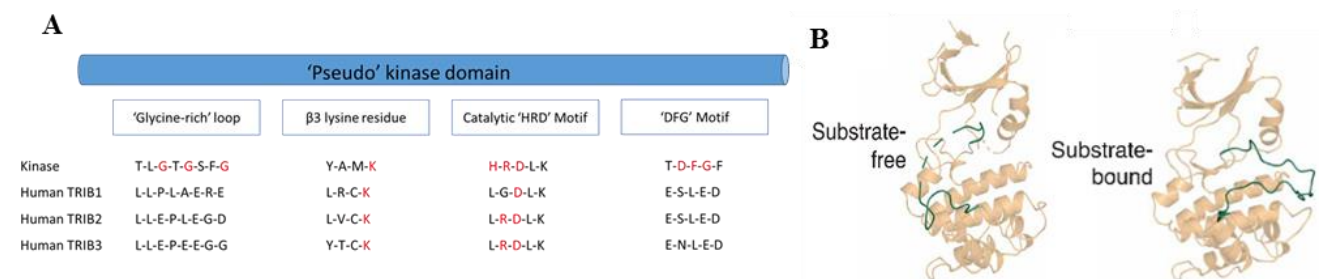 A
'Pseudo' kinase domain
'Glycine-rich' loop β3 lysine residue Catalytic 'HRD' Motif 'DFG' Motif
Kinase T-L-G-T-G-S-F-G Y-A-M-K H-R-D-L-K T-D-F-G-F
Human TRIB1 L-L-P-L-A-E-R-E L-R-C-K L-G-D-L-K E-S-L-E-D
Human TRIB2 L-L-E-P-L-E-G-D L-V-C-K L-R-D-L-K E-S-L-E-D
Human TRIB3 L-L-E-P-E-E-G-G Y-T-C-K L-R-D-L-K E-N-L-E-D
B
Substrate-
free
Substrate-
bound